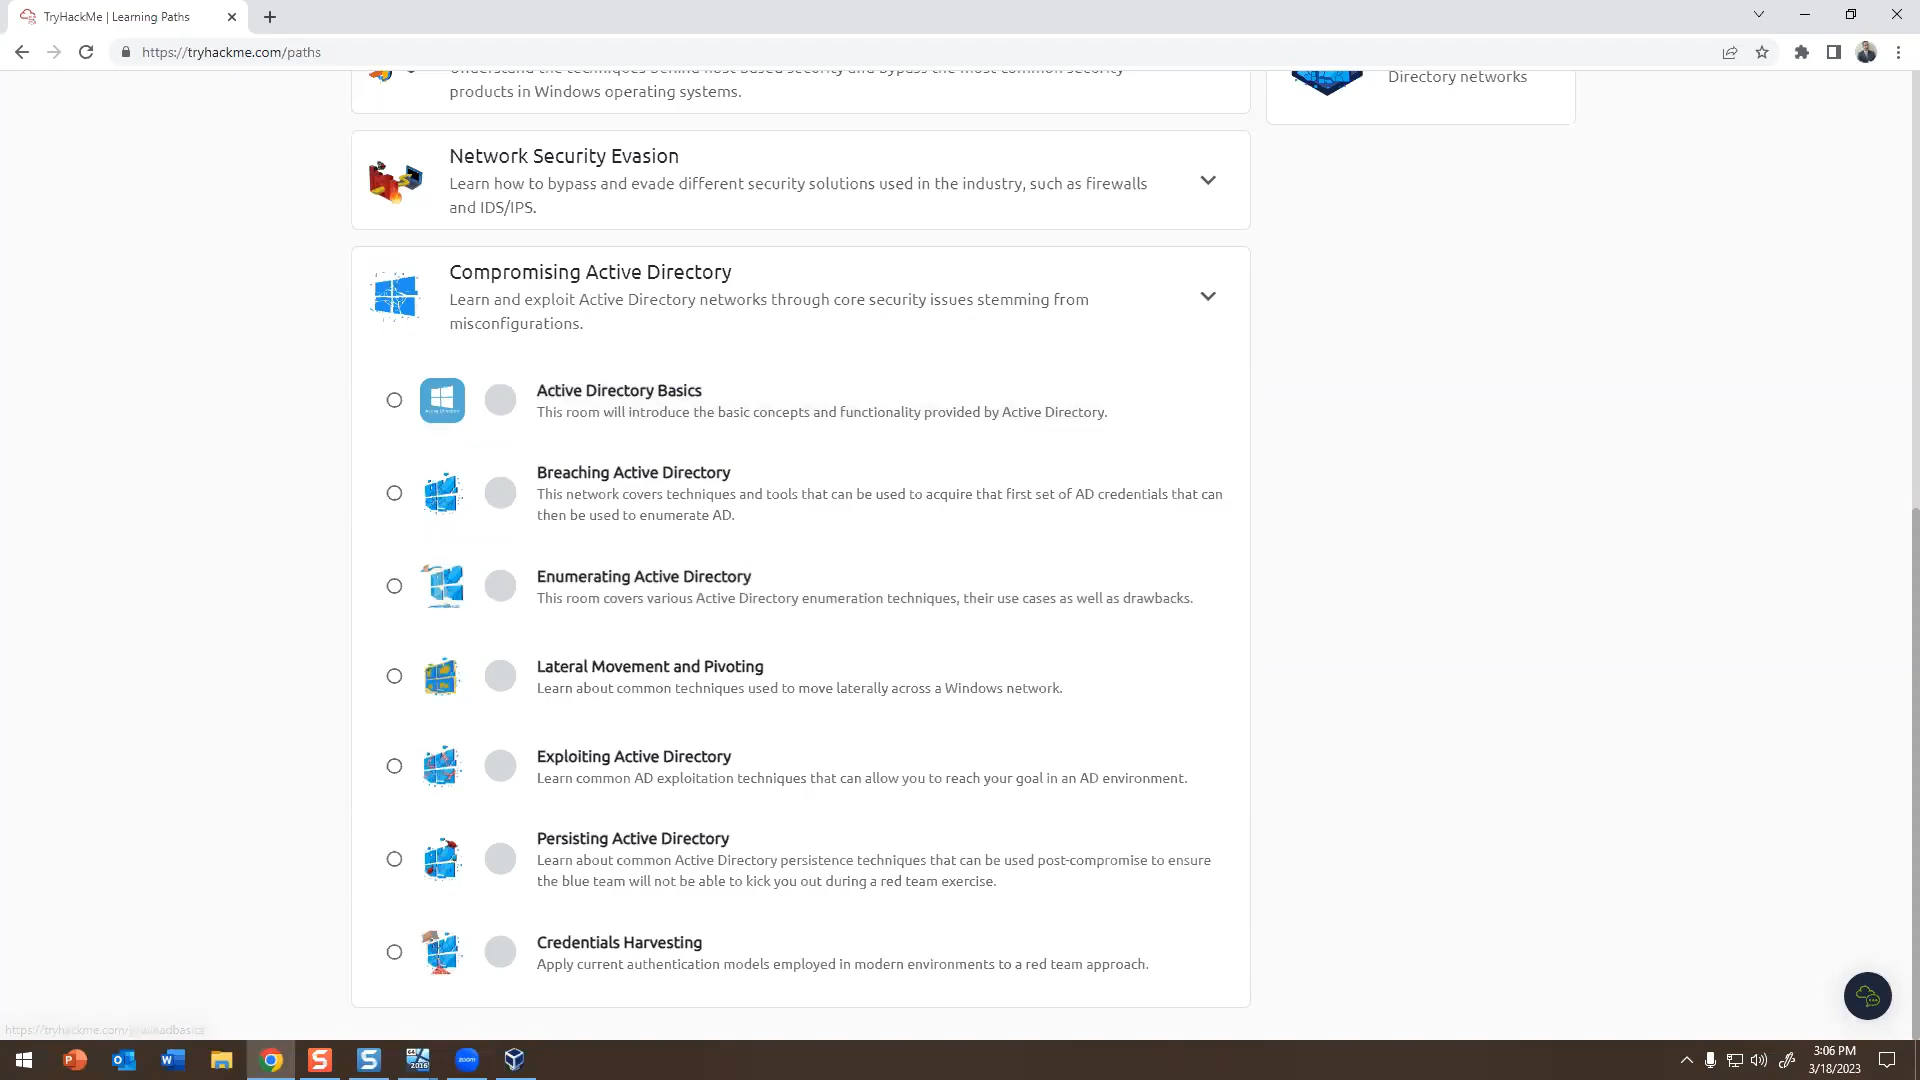 TryHackMe | Learning Paths
https://tryhackme.com/paths
products in Windows operating systems.
Directory networks
Network Security Evasion
Learn how to bypass and evade different security solutions used in the industry, such as firewalls
and IDS/IPS.
Compromising Active Directory
Learn and exploit Active Directory networks through core security issues stemming from
misconfigurations.
Active Directory Basics
This room will introduce the basic concepts and functionality provided by Active Directory.
Breaching Active Directory
This network covers techniques and tools that can be used to acquire that first set of AD credentials that can
then be used to enumerate AD.
Enumerating Active Directory
This room covers various Active Directory enumeration techniques, their use cases as well as drawbacks.
Lateral Movement and Pivoting
Learn about common techniques used to move laterally across a Windows network.
Exploiting Active Directory
Learn common AD exploitation techniques that can allow you to reach your goal in an AD environment.
Persisting Active Directory
Learn about common Active Directory persistence techniques that can be used post-compromise to ensure
the blue team will not be able to kick you out during a red team exercise.
Credentials Harvesting
Apply current authentication models employed in modern environments to a red team approach.
3:06 PM
3/18/2023